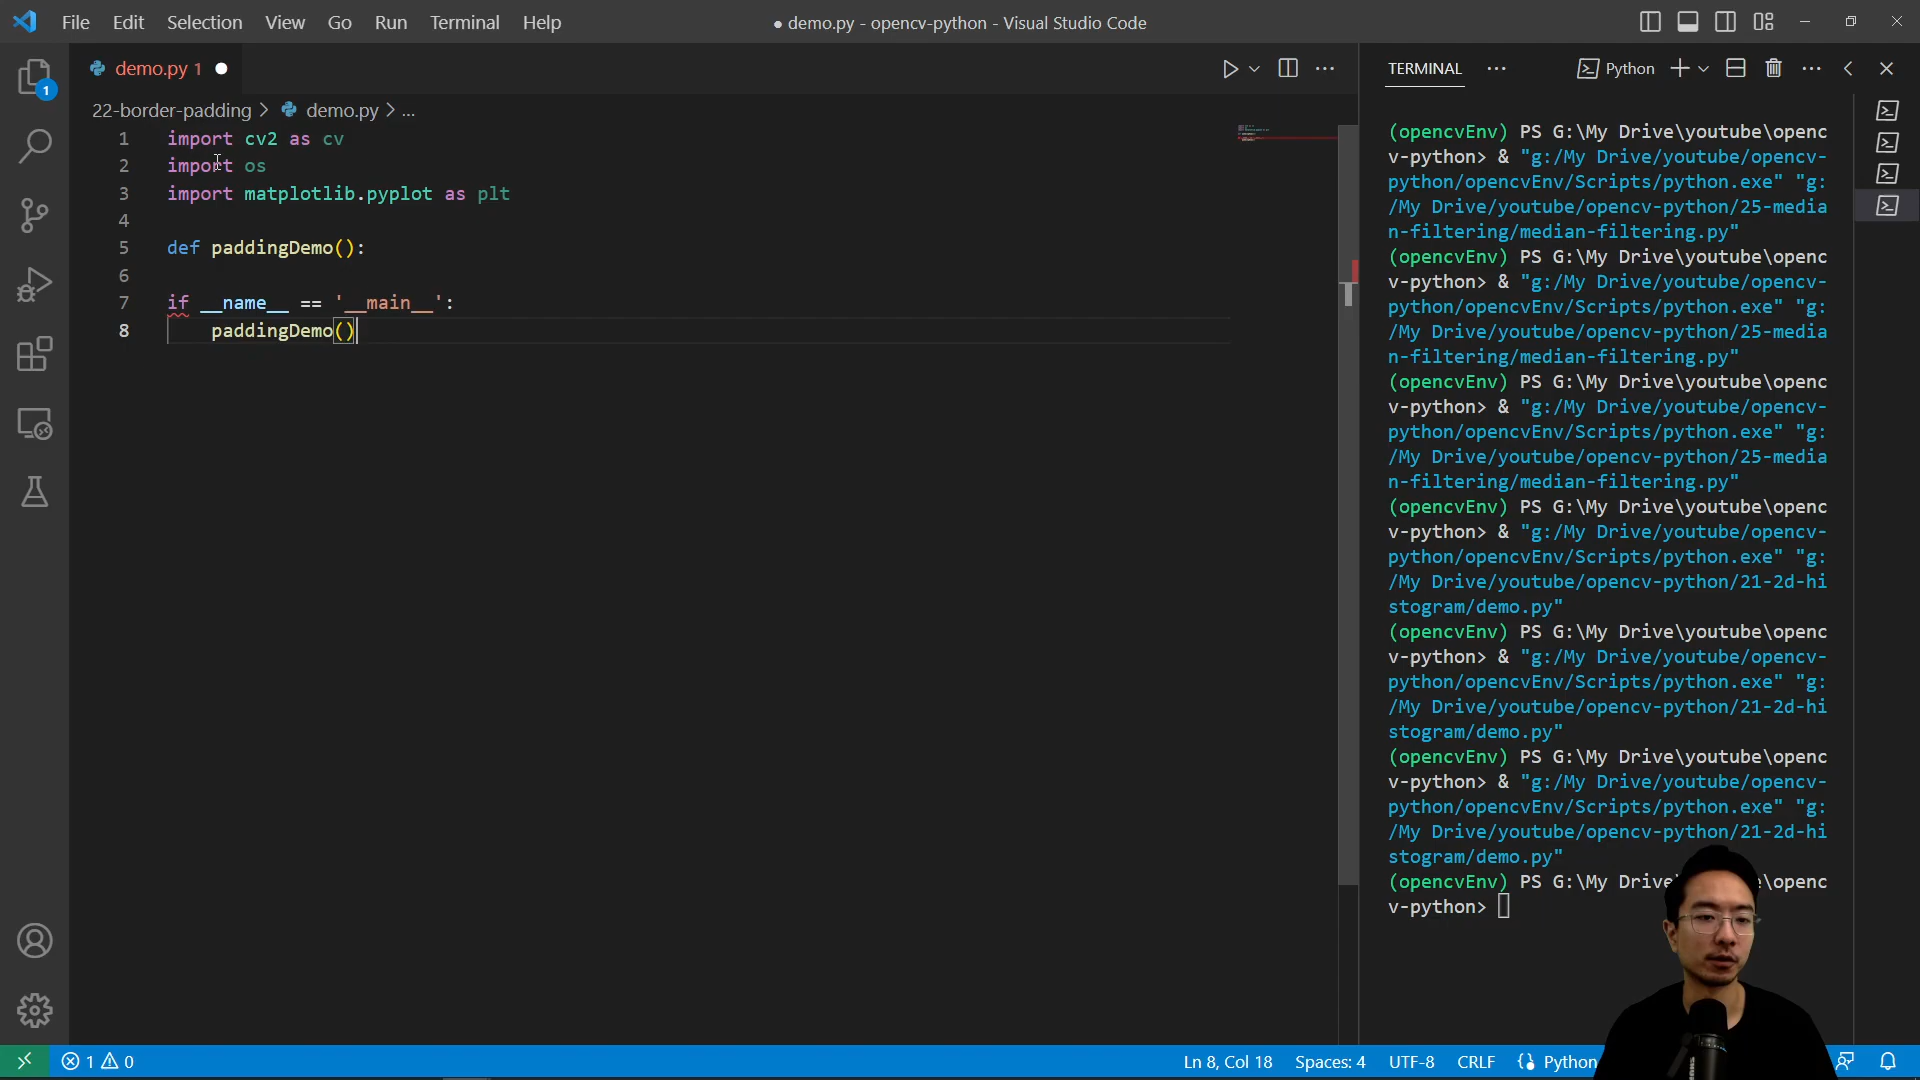 File Edit Selection View Go Run Terminal Help
● demo.py - opencv-python - Visual Studio Code
demo.py 1 ●
22-border-padding > demo.py > ...
1 import cv2 as cv
2 import os
3 import matplotlib.pyplot as plt
4
5 def paddingDemo():
6
7 if __name__ == '__main__':
8 paddingDemo()
TERMINAL ... Python
(opencvEnv) PS G:\My Drive\youtube\openc
v-python> & "g:/My Drive/youtube/opencv-
python/opencvEnv/Scripts/python.exe" "g:
/My Drive/youtube/opencv-python/25-media
n-filtering/median-filtering.py"
(opencvEnv) PS G:\My Drive\youtube\openc
v-python> & "g:/My Drive/youtube/opencv-
python/opencvEnv/Scripts/python.exe" "g:
/My Drive/youtube/opencv-python/25-media
n-filtering/median-filtering.py"
(opencvEnv) PS G:\My Drive\youtube\openc
v-python> & "g:/My Drive/youtube/opencv-
python/opencvEnv/Scripts/python.exe" "g:
/My Drive/youtube/opencv-python/25-media
n-filtering/median-filtering.py"
(opencvEnv) PS G:\My Drive\youtube\openc
v-python> & "g:/My Drive/youtube/opencv-
python/opencvEnv/Scripts/python.exe" "g:
/My Drive/youtube/opencv-python/21-2d-hi
stogram/demo.py"
(opencvEnv) PS G:\My Drive\youtube\openc
v-python> & "g:/My Drive/youtube/opencv-
python/opencvEnv/Scripts/python.exe" "g:
/My Drive/youtube/opencv-python/21-2d-hi
stogram/demo.py"
(opencvEnv) PS G:\My Drive\youtube\openc
v-python> & "g:/My Drive/youtube/opencv-
python/opencvEnv/Scripts/python.exe" "g:
/My Drive/youtube/opencv-python/21-2d-hi
stogram/demo.py"
(opencvEnv) PS G:\My Drive \openc
v-python>
1
1 0
Ln 8, Col 18 Spaces: 4 UTF-8 CRLF Python